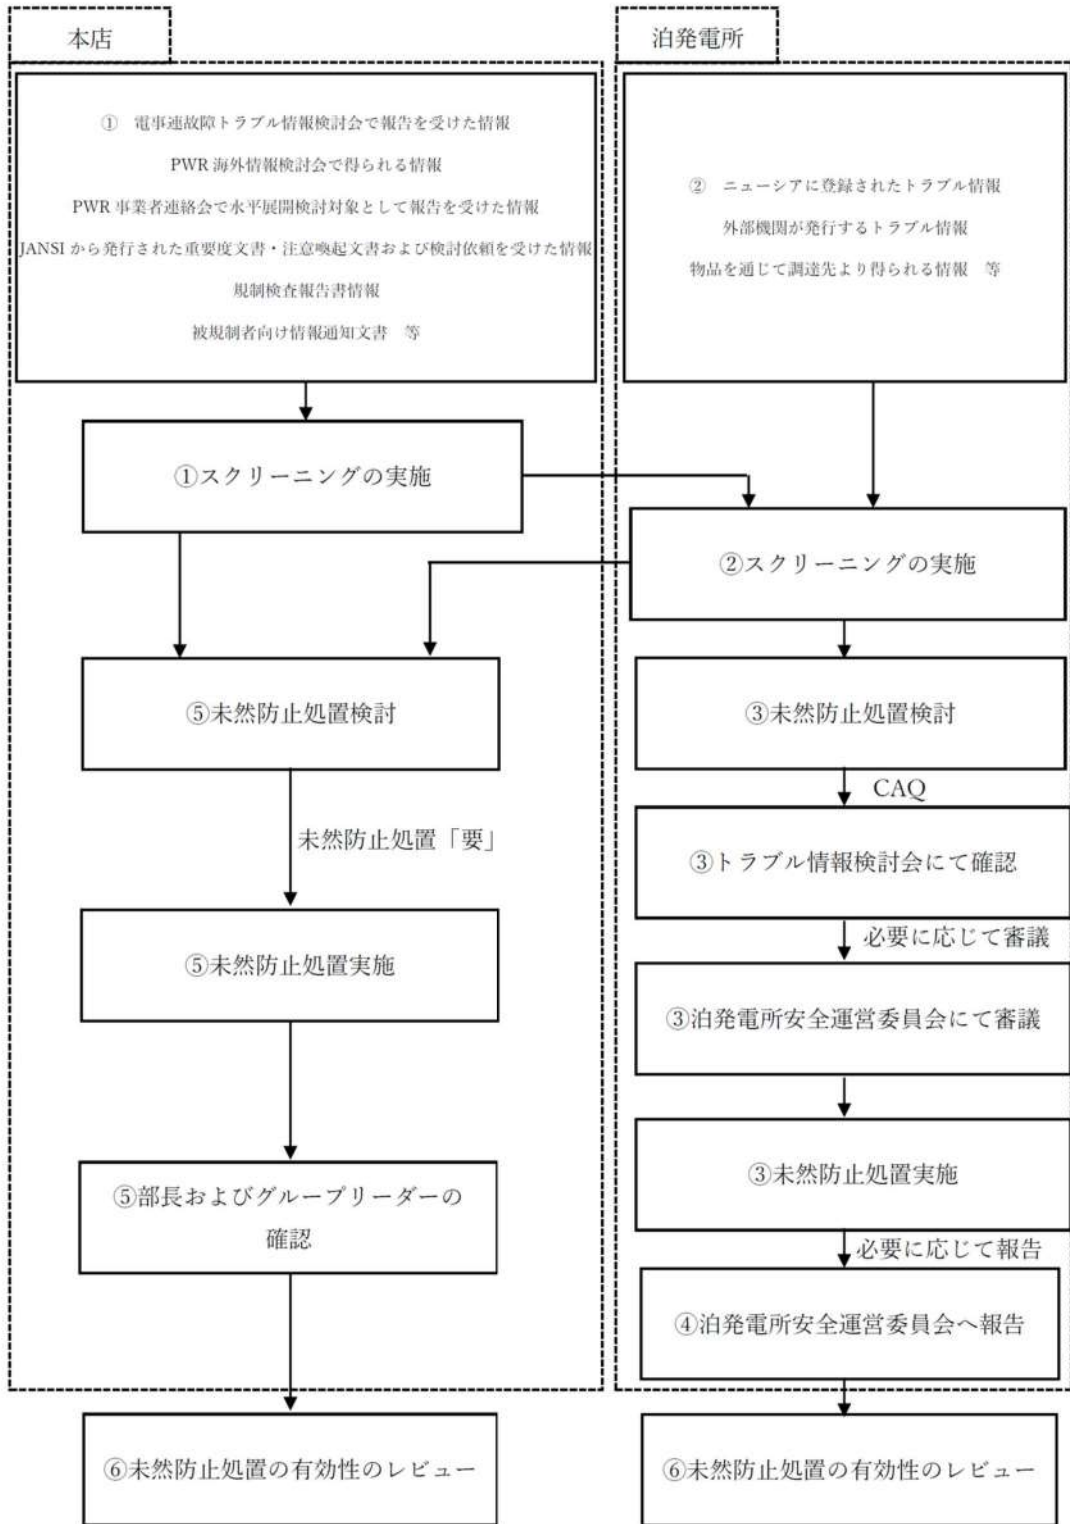 本店
① 電事連故障トラブル情報検討会で報告を受けた情報
PWR 海外情報検討会で得られる情報
PWR 事業者連絡会で水平展開検討対象として報告を受けた情報
JANSI から発行された重要度文書・注意喚起文書および検討依頼を受けた情報
規制検査報告書情報
被規制者向け情報通知文書 等
①スクリーニングの実施
⑤未然防止処置検討
未然防止処置「要」
⑤未然防止処置実施
⑤部長およびグループリーダーの
確認
⑥未然防止処置の有効性のレビュー
泊発電所
② ニューシアに登録されたトラブル情報
外部機関が発行するトラブル情報
物品を通じて調達先より得られる情報 等
②スクリーニングの実施
③未然防止処置検討
CAQ
③トラブル情報検討会にて確認
必要に応じて審議
③泊発電所安全運営委員会にて審議
③未然防止処置実施
必要に応じて報告
④泊発電所安全運営委員会へ報告
⑥未然防止処置の有効性のレビュー